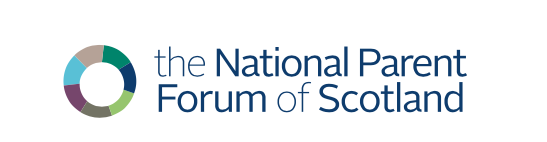 the National Parent
Forum of Scotland